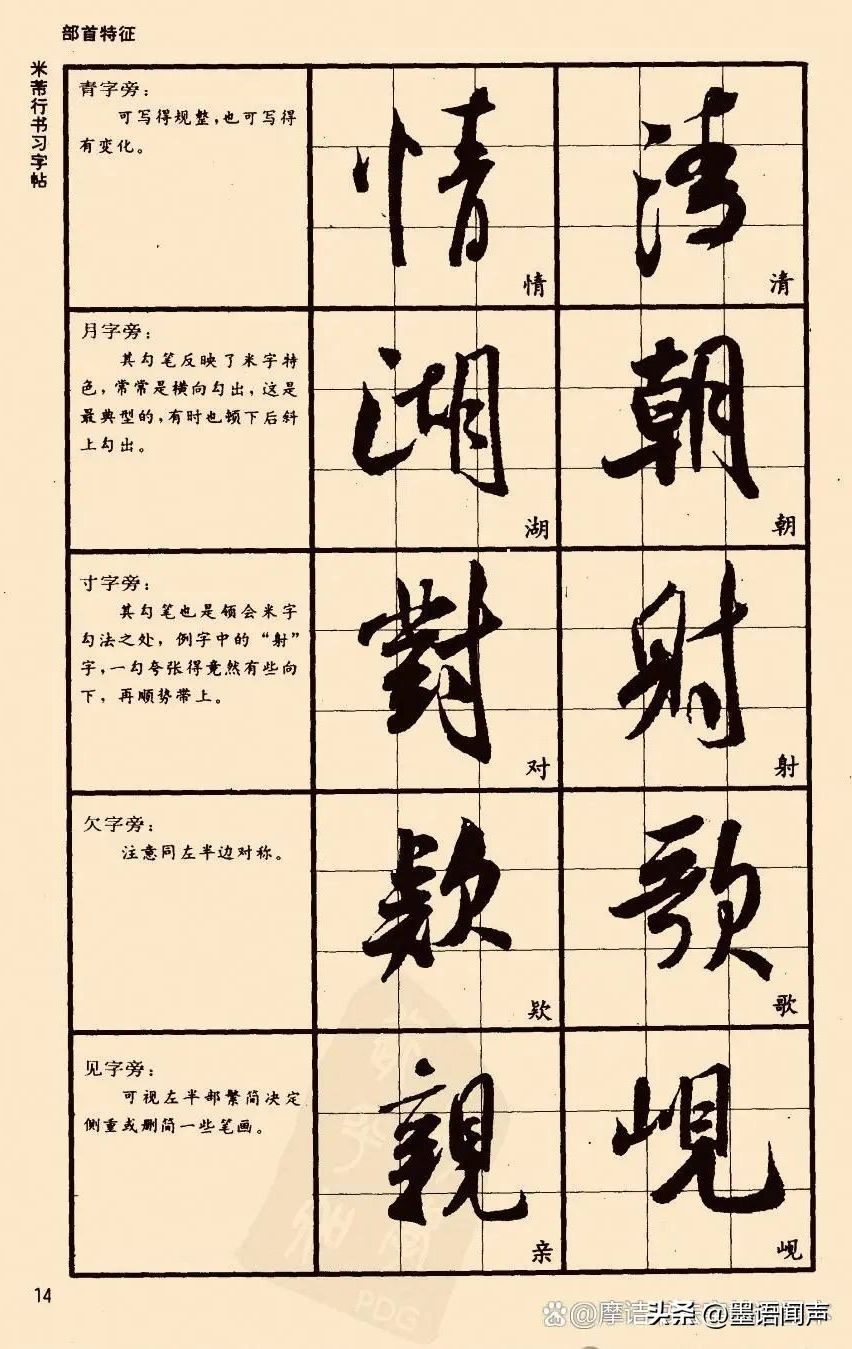 部首特征
米芾行书习字帖
青字旁：
可写得规整，也可写得
有变化。
情
情
清
清
月字旁：
其勾笔反映了米字特
色，常常是横向勾出，这是
最典型的，有时也顿下后斜
上勾出。
湖
湖
朝
朝
寸字旁：
其勾笔也是领会米字
勾法之处，例字中的“射”
字，一勾夸张得竟然有些向
下，再顺势带上。
對
对
射
射
欠字旁：
注意同左半边对称。
欵
欵
歌
歌
见字旁：
可视左半部繁简决定
侧重或删简一些笔画。
親
亲
峴
岘
14
PDG
头条 @墨语闻声